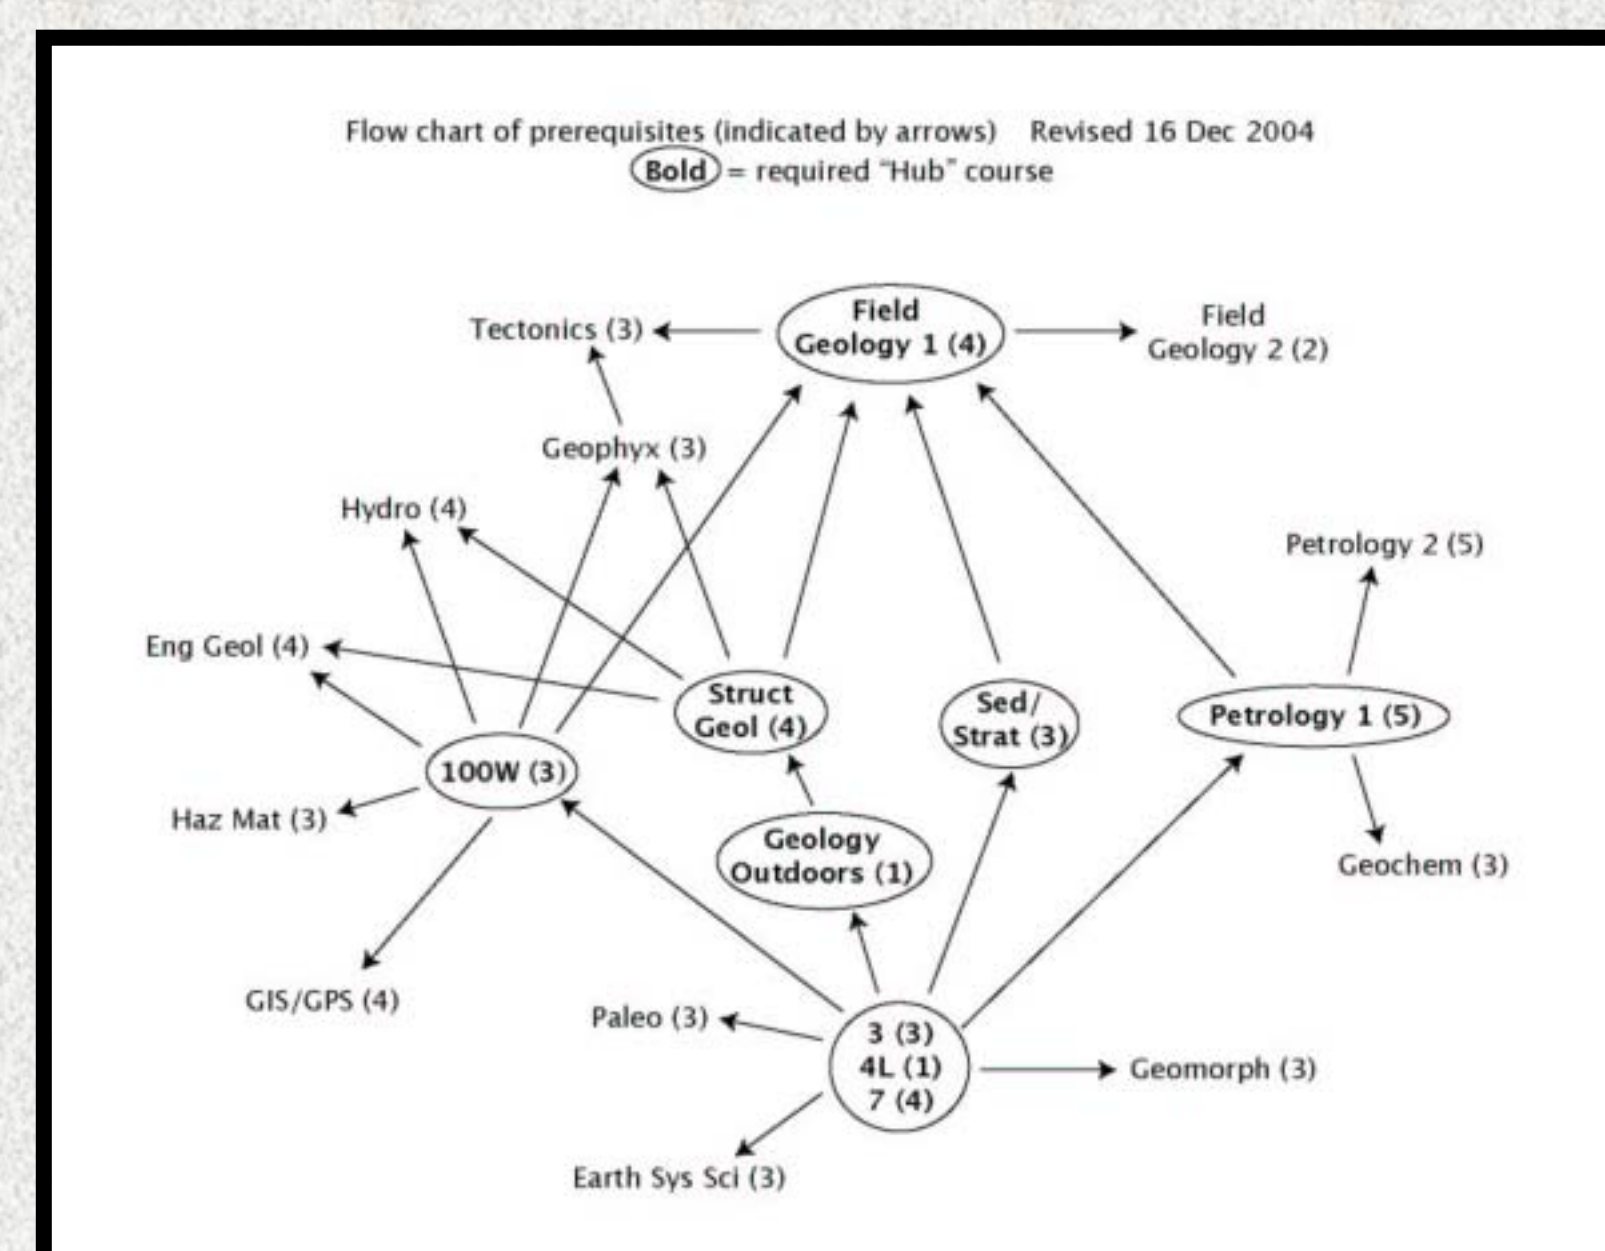 Flow chart of prerequisites (indicated by arrows) Revised 16 Dec 2004
Bold = required “Hub” course
Field
Geology 1 (4)
Tectonics (3)
Field
Geology 2 (2)
Geophyx (3)
Hydro (4)
Petrology 2 (5)
Eng Geol (4)
Struct
Geol (4)
Sed/
Strat (3)
Petrology 1 (5)
100W (3)
Haz Mat (3)
Geology
Outdoors (1)
Geochem (3)
GIS/GPS (4)
Paleo (3)
3 (3)
4L (1)
7 (4)
Geomorph (3)
Earth Sys Sci (3)